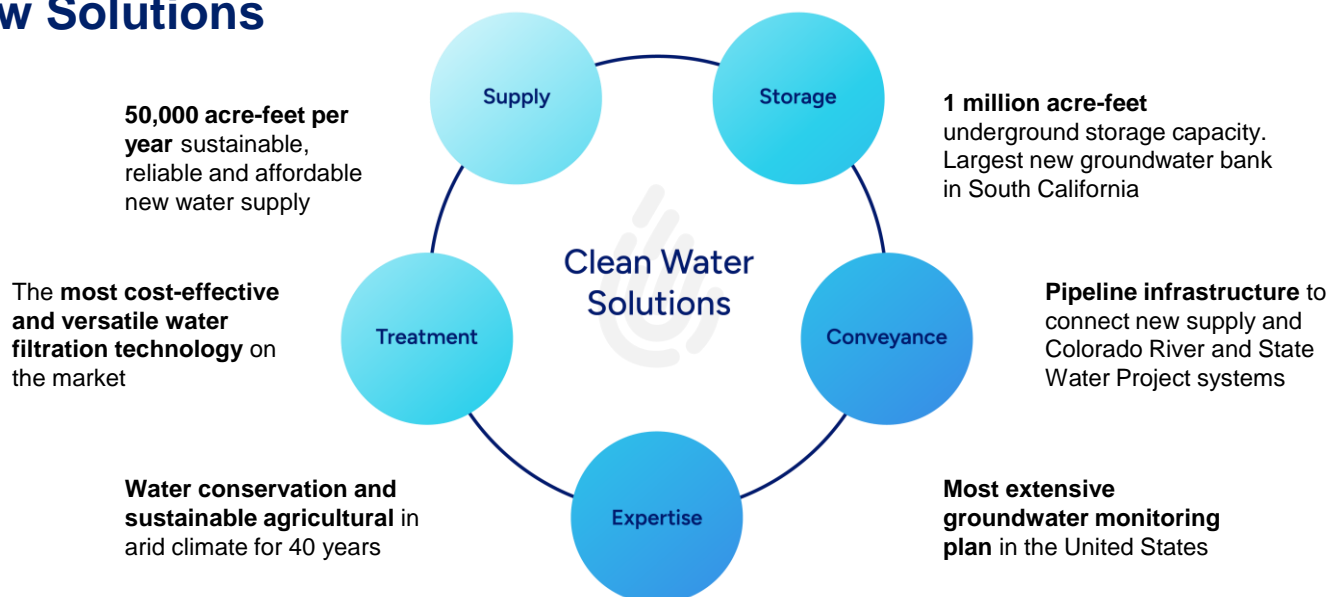 w Solutions
Supply
Storage
50,000 acre-feet per
year sustainable,
reliable and affordable
new water supply
1 million acre-feet
underground storage capacity.
Largest new groundwater bank
in South California
Clean Water
Solutions
The most cost-effective
and versatile water
filtration technology on
the market
Treatment
Conveyance
Pipeline infrastructure to
connect new supply and
Colorado River and State
Water Project systems
Water conservation and
sustainable agricultural in
arid climate for 40 years
Expertise
Most extensive
groundwater monitoring
plan in the United States